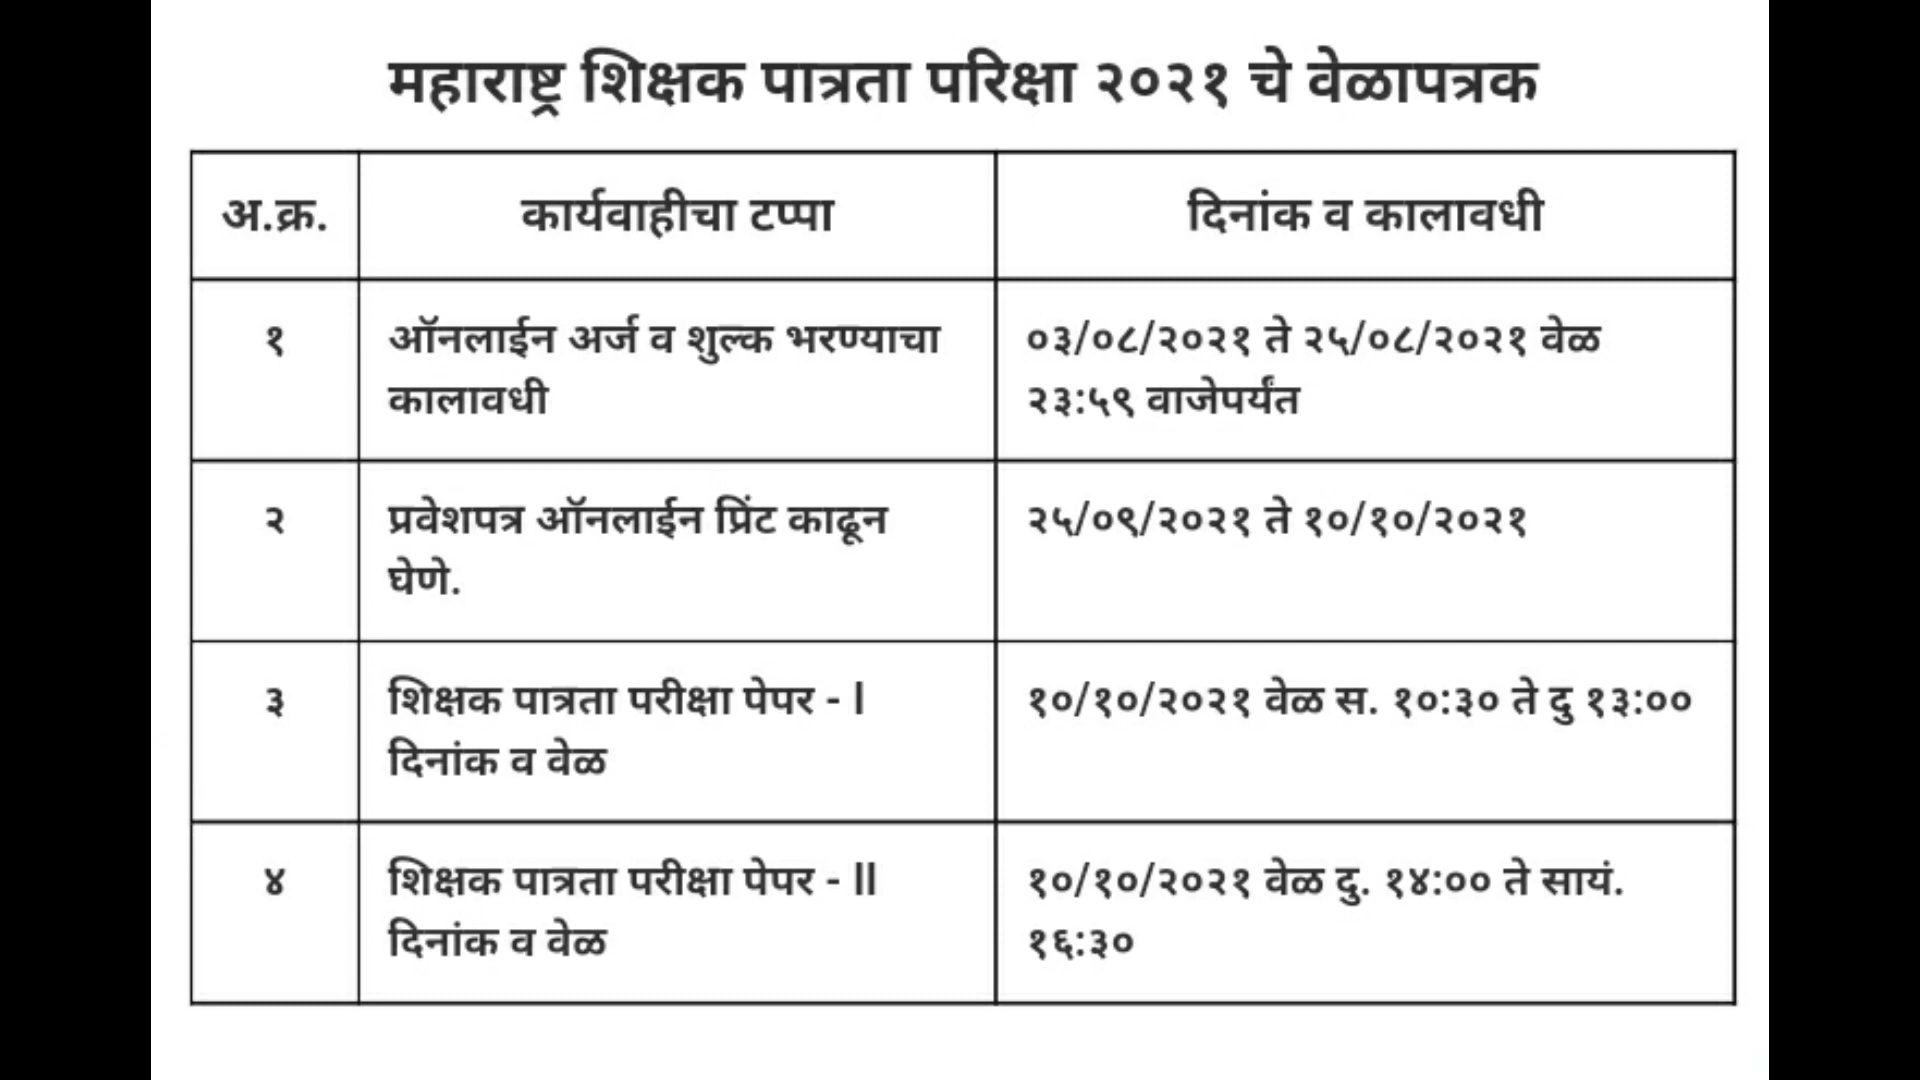 महाराष्ट्र शिक्षक पात्रता परिक्षा २०२१ चे वेळापत्रक
अ.क्र. कार्यवाहीचा टप्पा दिनांक व कालावधी
१ ऑनलाईन अर्ज व शुल्क भरण्याचा ०३/०८/२०२१ ते २५/०८/२०२१ वेळ
कालावधी २३:५९ वाजेपर्यंत
२ प्रवेशपत्र ऑनलाईन प्रिंट काढून २५/०९/२०२१ ते १०/१०/२०२१
घेणे.
३ शिक्षक पात्रता परीक्षा पेपर - I १०/१०/२०२१ वेळ स. १०:३० ते दु १३:००
दिनांक व वेळ
४ शिक्षक पात्रता परीक्षा पेपर - II १०/१०/२०२१ वेळ दु. १४:०० ते सायं.
दिनांक व वेळ १६:३०